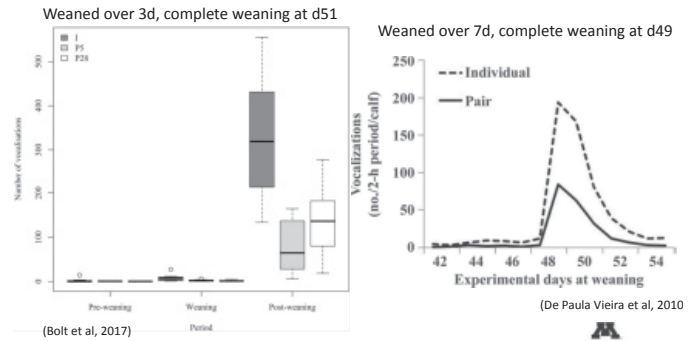 Weaned over 3d, complete weaning at d51
I
P5
P28
Number of vocalisations
500
400
300
200
100
0
Pre-weaning
Weaning
Post-weaning
Period
(Bolt et al, 2017)
Weaned over 7d, complete weaning at d49
Individual
Pair
Vocalizations
(no./2-h period/calf)
250
200
150
100
50
0
42
44
46
48
50
52
54
Experimental days at weaning
(De Paula Vieira et al, 2010
M